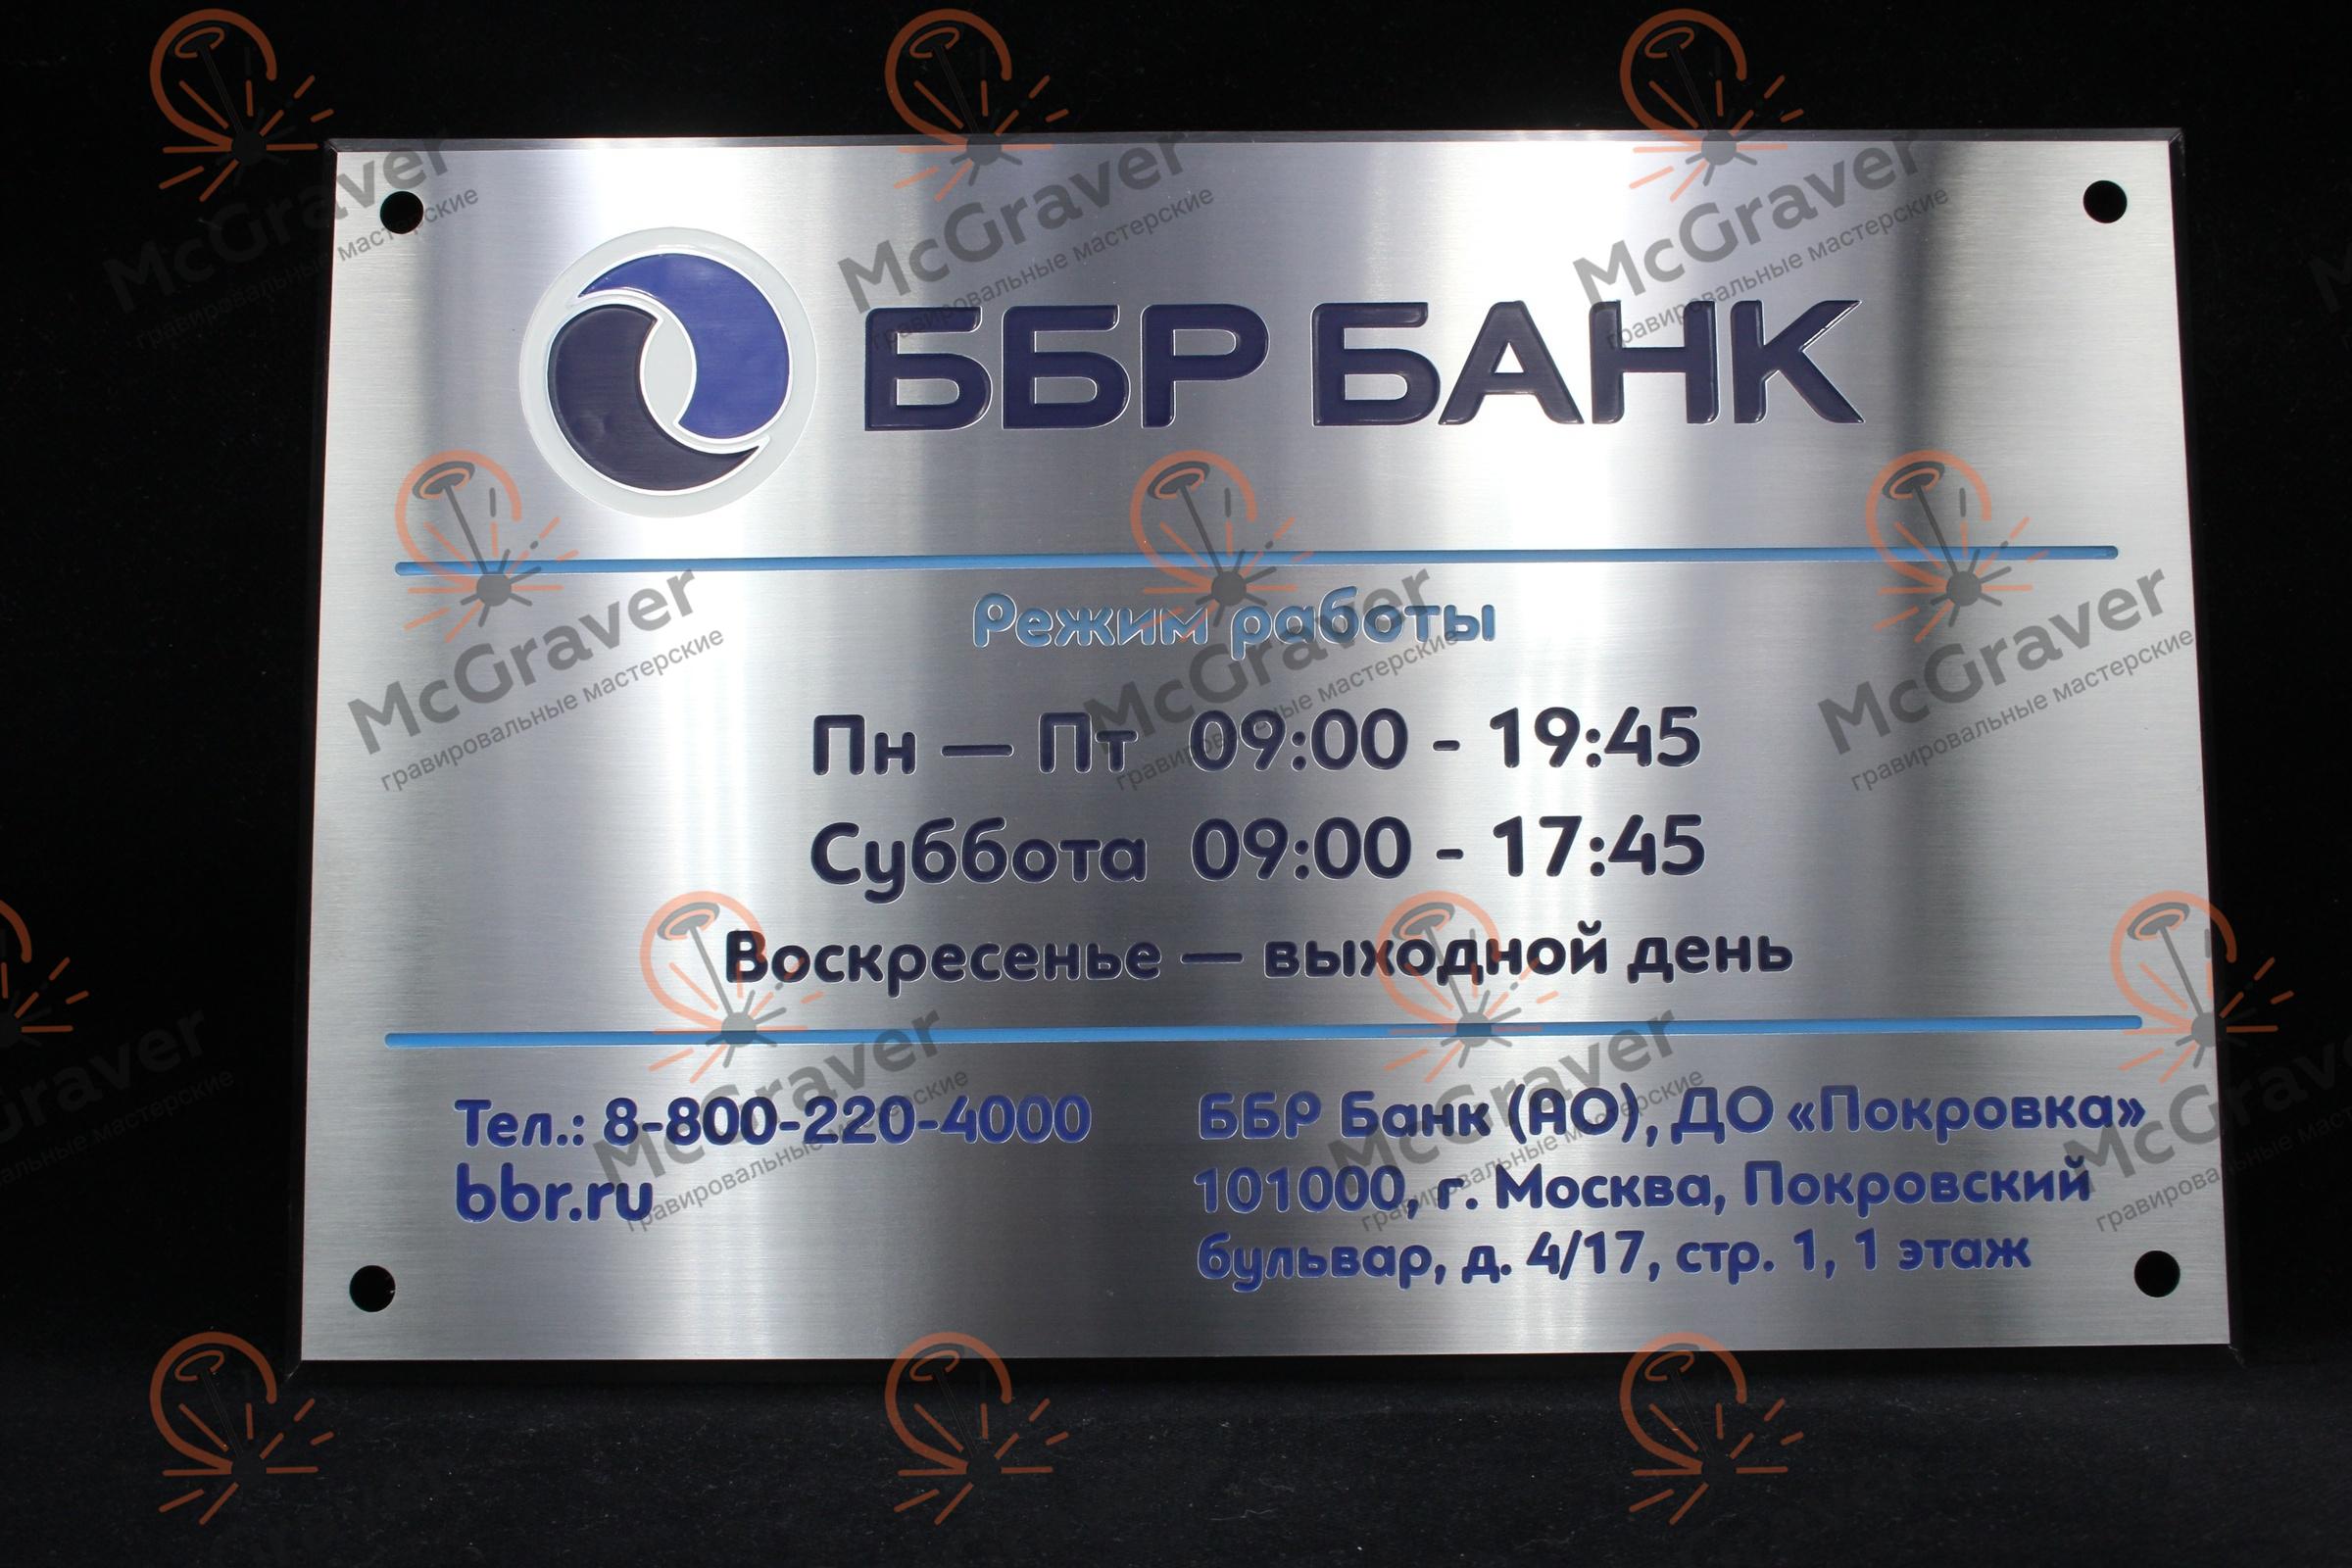 ББР БАНК
Режим работы
Пн — Пт 09:00 - 19:45
Суббота 09:00 - 17:45
Воскресенье — выходной день
Тел.: 8-800-220-4000
bbr.ru
ББР Банк (АО), ДО «Покровка»
101000, г. Москва, Покровский
бульвар, д. 4/17, стр. 1, 1 этаж
McGraver
гравировальные мастерские